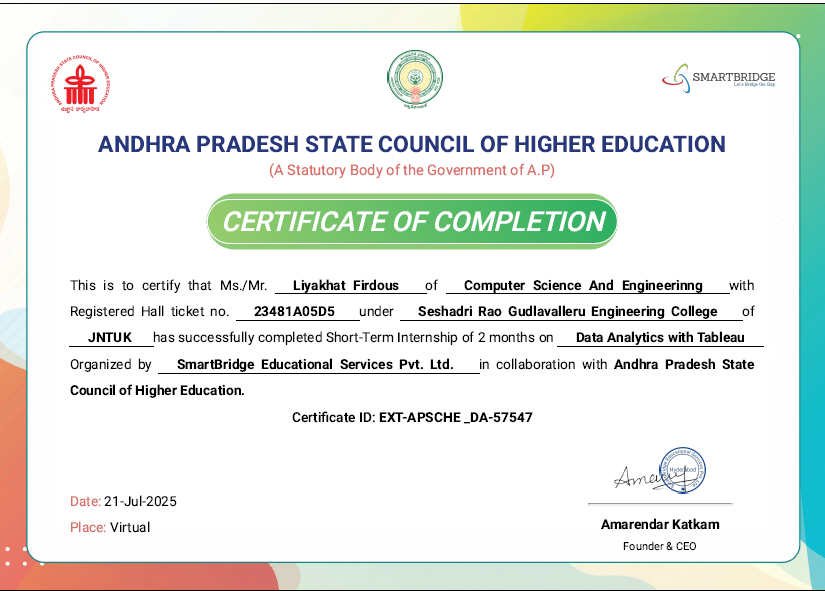 ANDHRA PRADESH STATE COUNCIL OF HIGHER EDUCATION
SMARTBRIDGE
Let's Bridge the Gap
ANDHRA PRADESH STATE COUNCIL OF HIGHER EDUCATION
(A Statutory Body of the Government of A.P)
CERTIFICATE OF COMPLETION
This is to certify that Ms./Mr. Liyakhat Firdous of Computer Science And Engineerinng with
Registered Hall ticket no. 23481A05D5 under Seshadri Rao Gudlavalleru Engineering College of
JNTUK has successfully completed Short-Term Internship of 2 months on Data Analytics with Tableau
Organized by SmartBridge Educational Services Pvt. Ltd. in collaboration with Andhra Pradesh State
Council of Higher Education.
Certificate ID: EXT-APSCHE _DA-57547
Hyderabad
Date: 21-Jul-2025
Place: Virtual
Amarendar Katkam
Founder & CEO